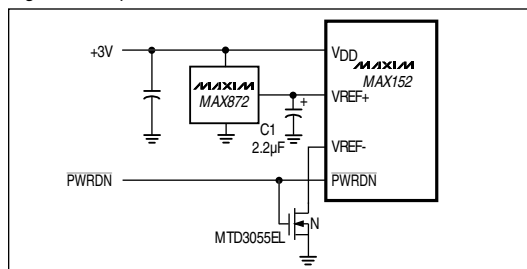 +3V
VDD
MAXIM
MAX152
MAXIM
MAX872
VREF+
+
C1
2.2µF
VREF-
PWRDN
PWRDN
N
MTD3055EL